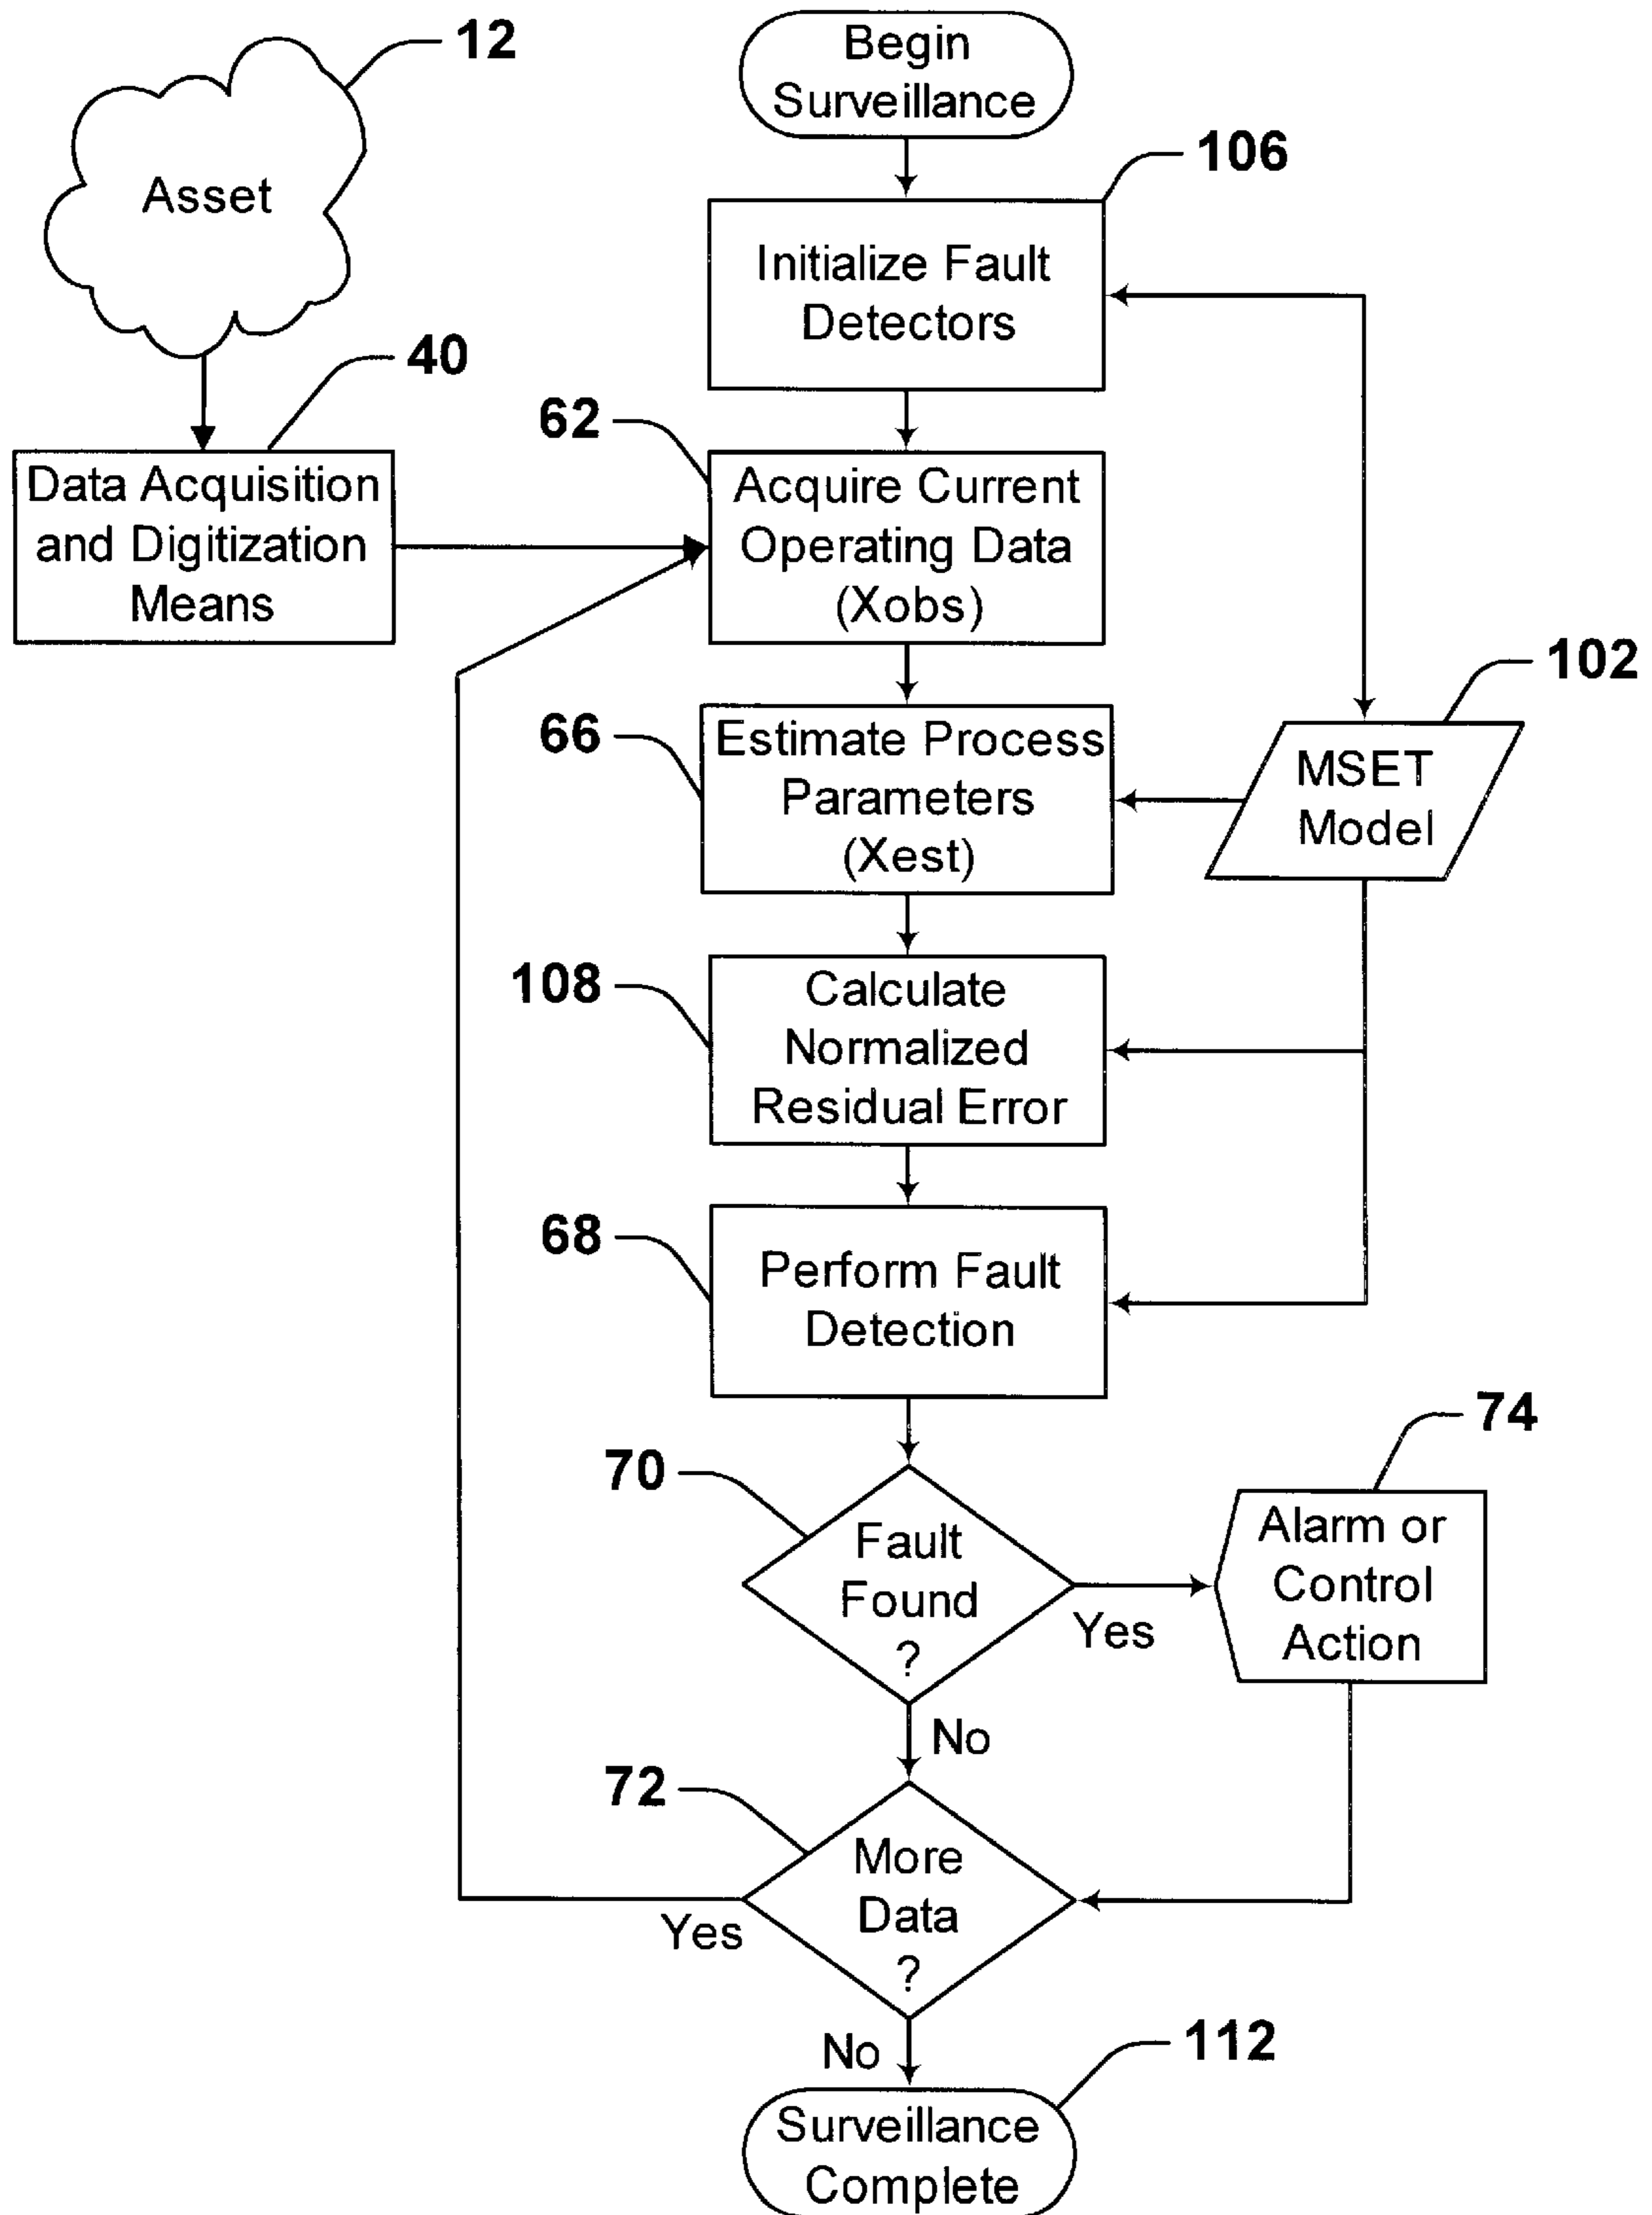 12
Begin
Surveillance
106
Asset
Initialize Fault
Detectors
40
62
Data Acquisition
and Digitization
Means
Acquire Current
Operating Data
(Xobs)
102
66
Estimate Process
Parameters
(Xest)
MSET
Model
108
Calculate
Normalized
Residual Error
68
Perform Fault
Detection
74
70
Fault
Found
?
Yes
Alarm or
Control
Action
No
72
More
Data
?
Yes
No
112
Surveillance
Complete